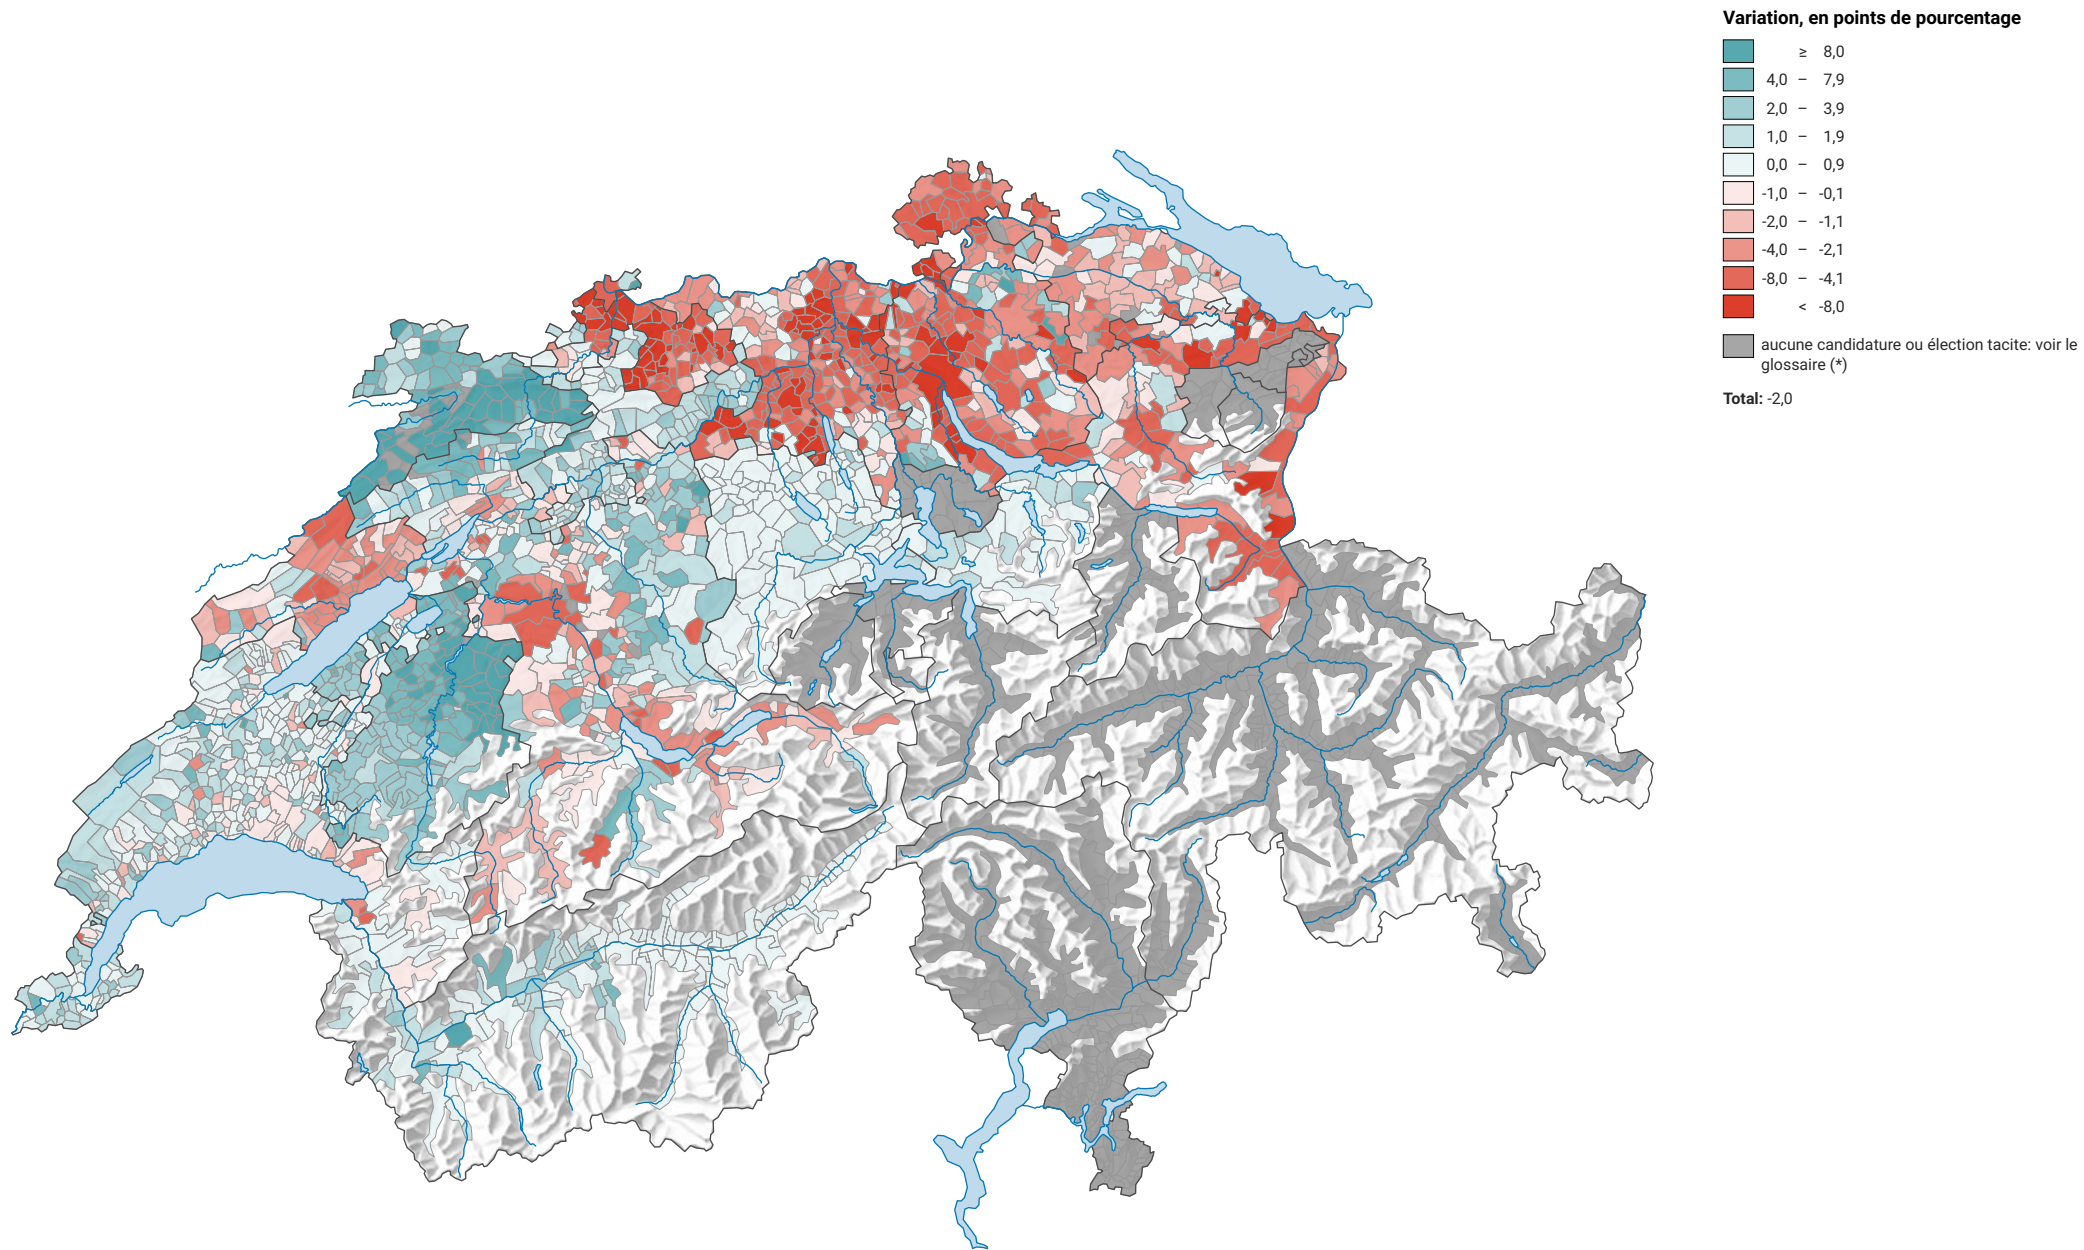 Variation, en points de pourcentage
≥ 8,0
4,0 – 7,9
2,0 – 3,9
1,0 – 1,9
0,0 – 0,9
-1,0 – -0,1
-2,0 – -1,1
-4,0 – -2,1
-8,0 – -4,1
< -8,0
aucune candidature ou élection tacite: voir le
glossaire (*)
Total: -2,0